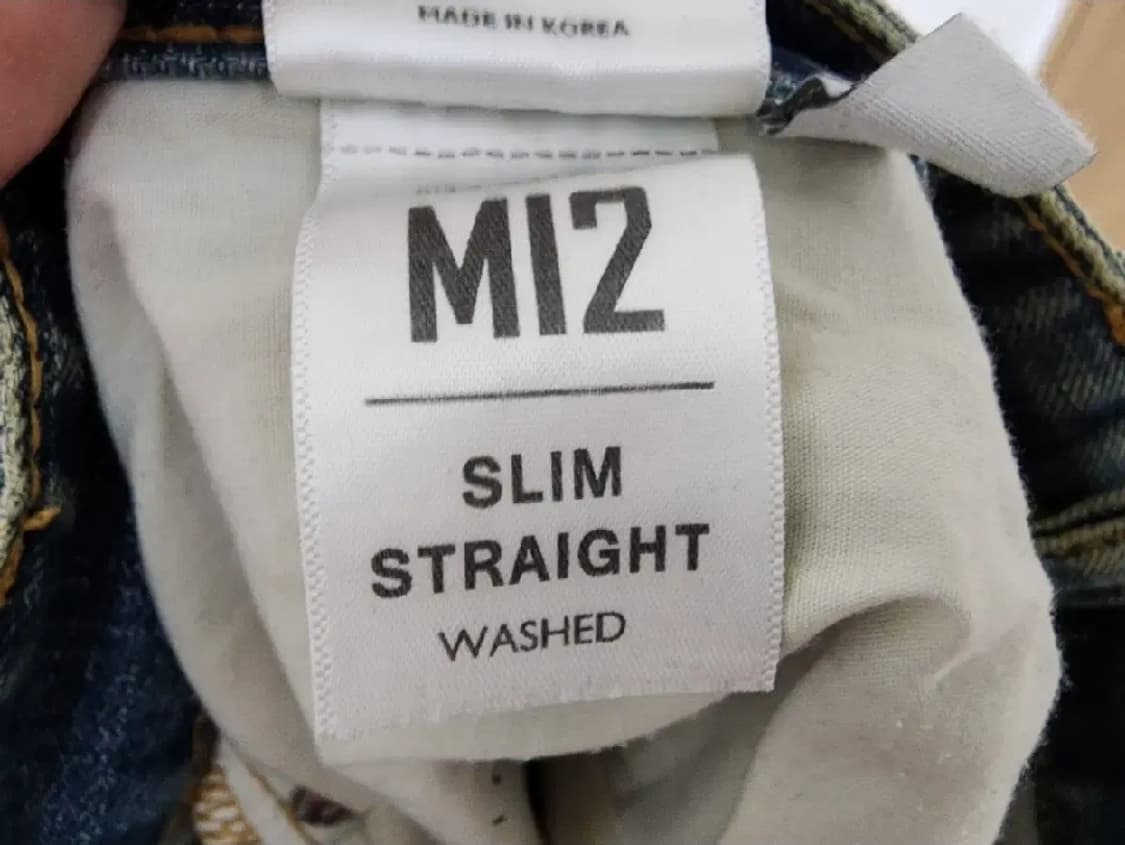 MADE IN KOREA
MI2
SLIM
STRAIGHT
WASHED